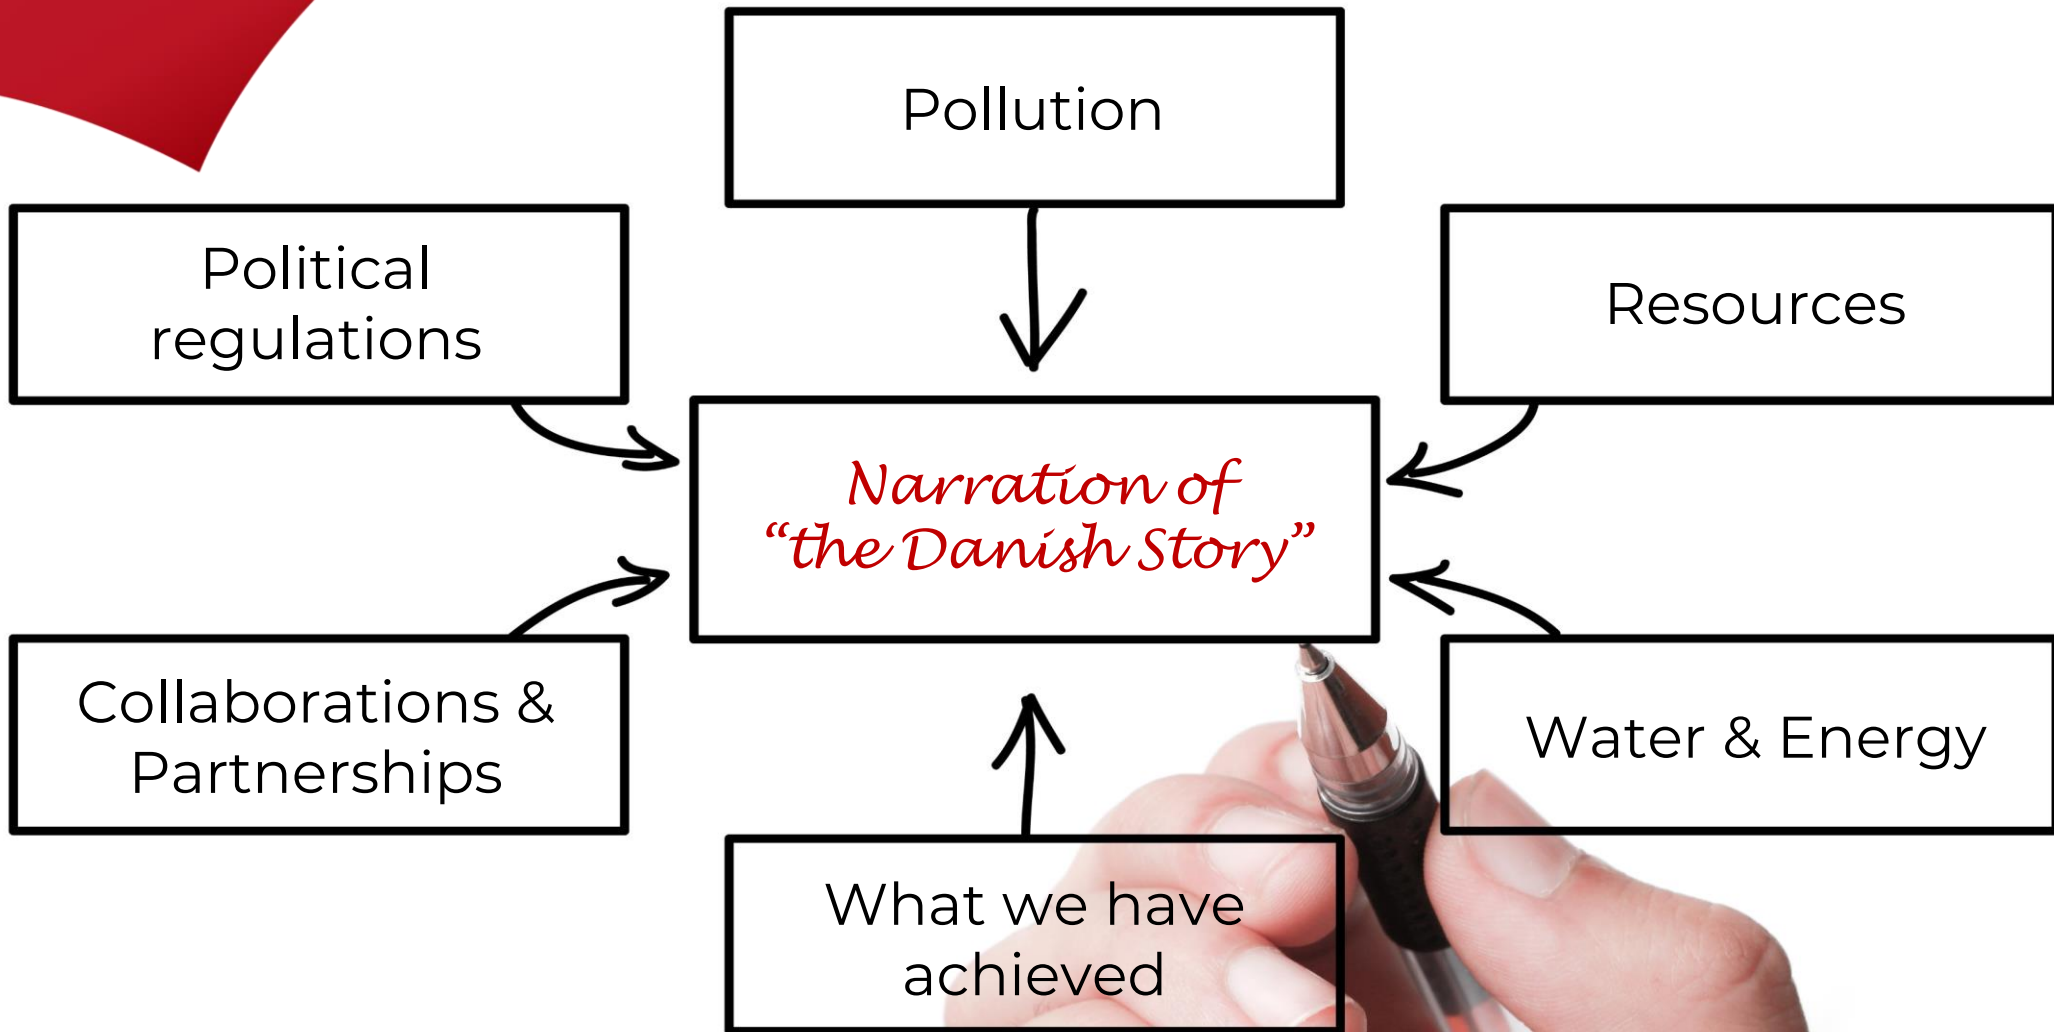 Pollution
Political
regulations
Resources
Narration of
“the Danish Story”
Collaborations &
Partnerships
Water & Energy
What we have
achieved